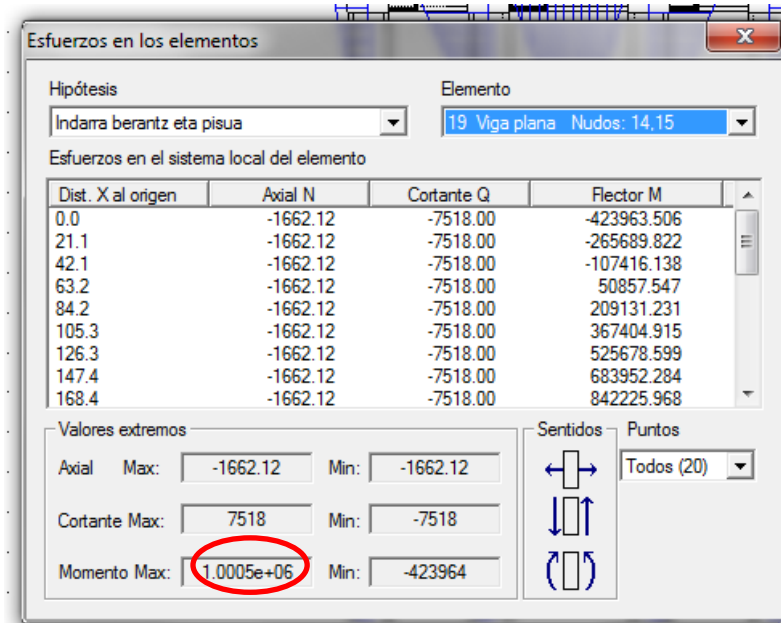 Esfuerzos en los elementos
Hipótesis Elemento
Indarra berantz eta pisua 19 Viga plana Nudos: 14,15
Esfuerzos en el sistema local del elemento
Dist. X al origen Axial N Cortante Q Flector M
0.0 -1662.12 -7518.00 -423963.506
21.1 -1662.12 -7518.00 -265689.822
42.1 -1662.12 -7518.00 -107416.138
63.2 -1662.12 -7518.00 50857.547
84.2 -1662.12 -7518.00 209131.231
105.3 -1662.12 -7518.00 367404.915
126.3 -1662.12 -7518.00 525678.599
147.4 -1662.12 -7518.00 683952.284
168.4 -1662.12 -7518.00 842225.968
Valores extremos Sentidos Puntos
Axial Max: -1662.12 Min: -1662.12 Todos (20)
Cortante Max: 7518 Min: -7518
Momento Max: 1.0005e+06 Min: -423964